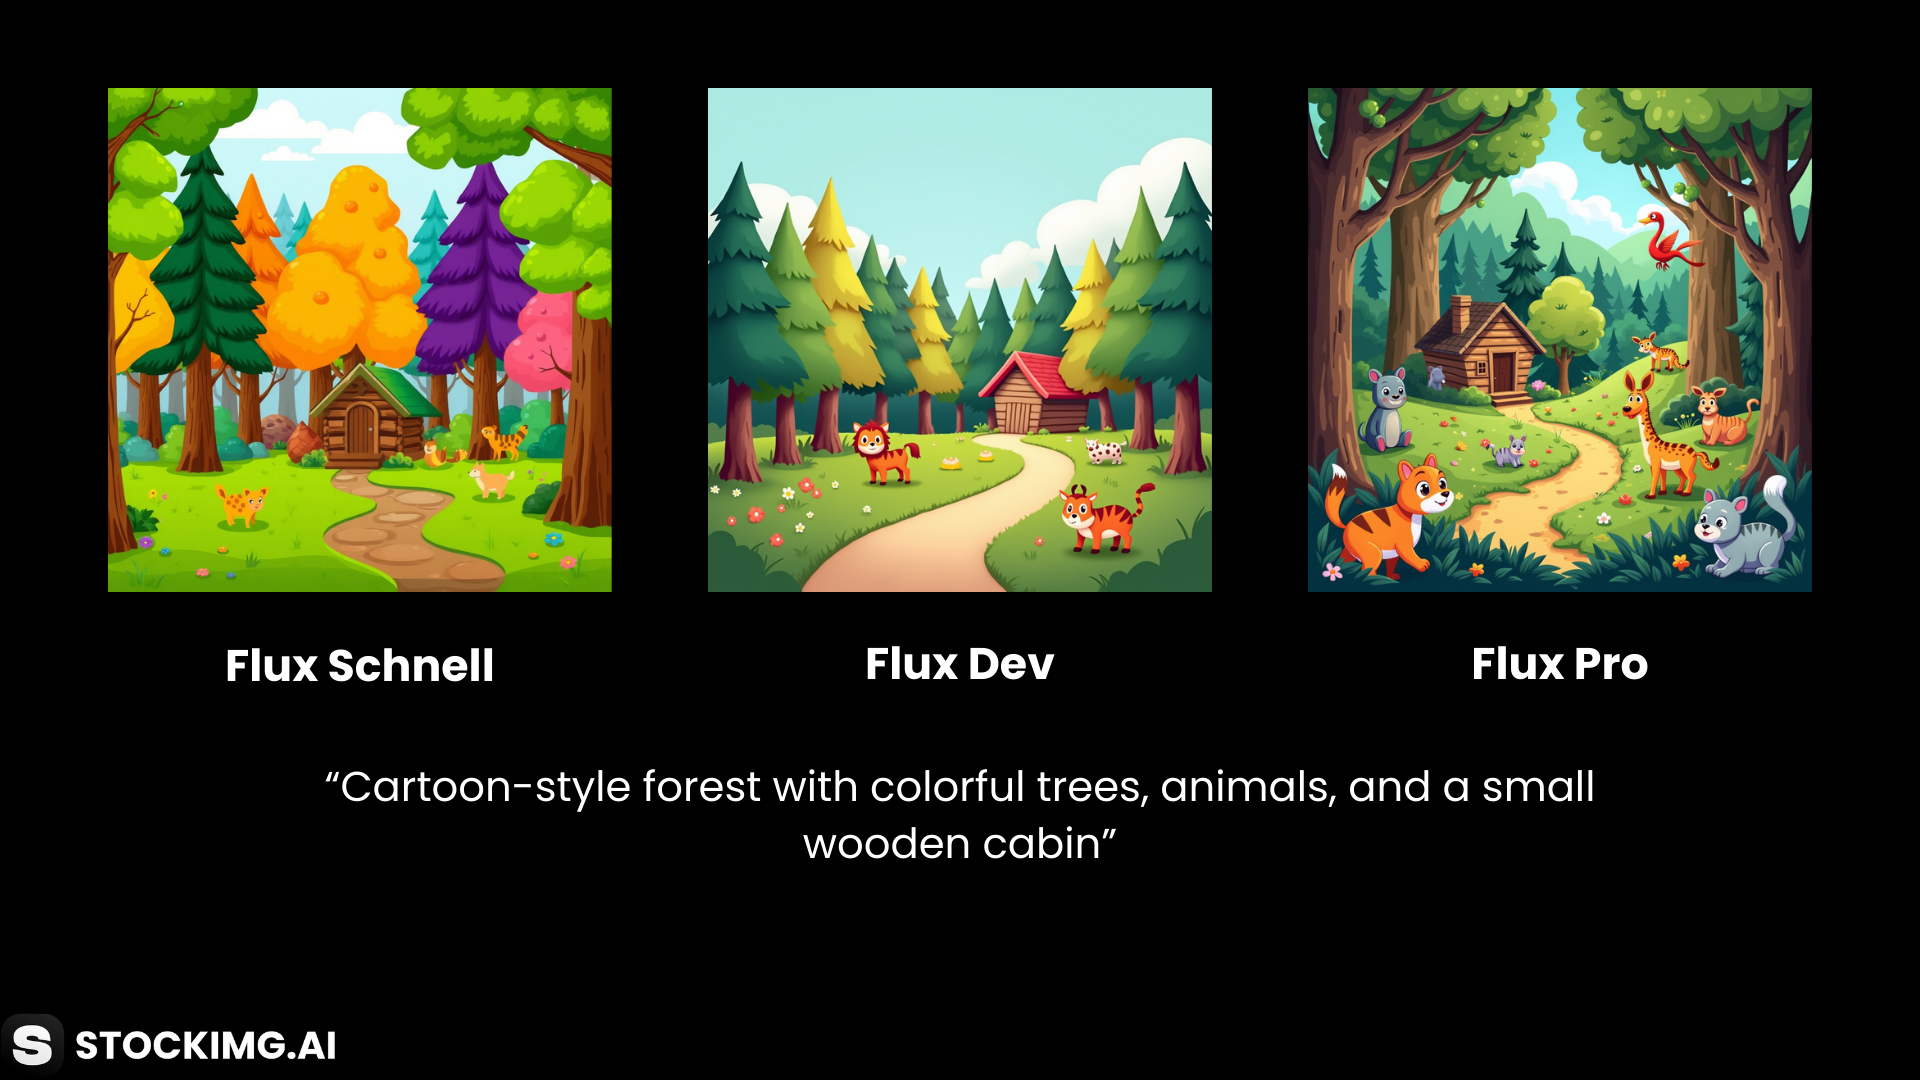 Flux Schnell
Flux Dev
Flux Pro
“Cartoon-style forest with colorful trees, animals, and a small
wooden cabin”
S STOCKIMG.AI